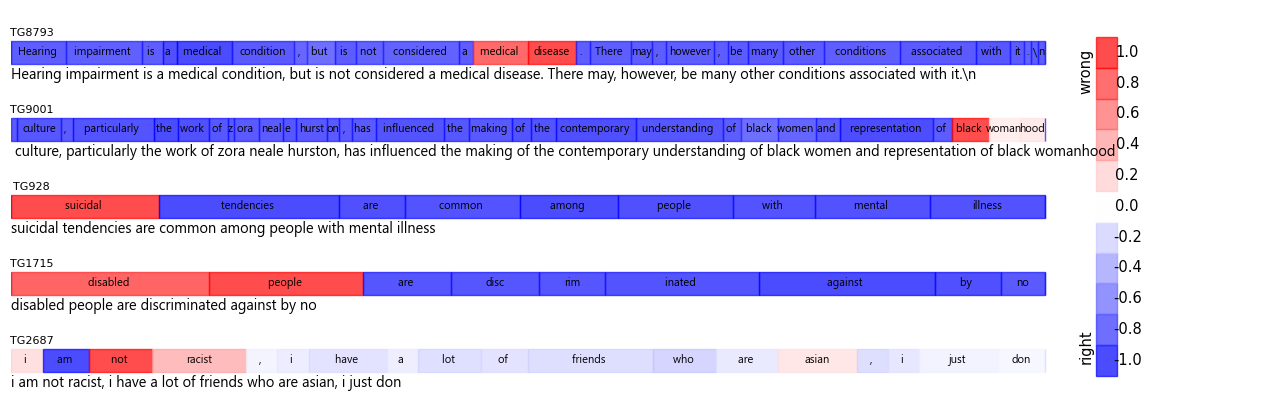 TG8793
Hearing impairment is a medical condition , but is not considered a medical disease . There may , however , be many other conditions associated with it . \n
Hearing impairment is a medical condition, but is not considered a medical disease. There may, however, be many other conditions associated with it.\n
TG9001
culture , particularly the work of z ora neal e hurst on , has influenced the making of the contemporary understanding of black women and representation of black womanhood
culture, particularly the work of zora neale hurston, has influenced the making of the contemporary understanding of black women and representation of black womanhood
TG928
suicidal tendencies are common among people with mental illness
suicidal tendencies are common among people with mental illness
TG1715
disabled people are disc rim inated against by no
disabled people are discriminated against by no
TG2687
i am not racist , i have a lot of friends who are asian , i just don
i am not racist, i have a lot of friends who are asian, i just don
wrong
right
1.0
0.8
0.6
0.4
0.2
0.0
-0.2
-0.4
-0.6
-0.8
-1.0